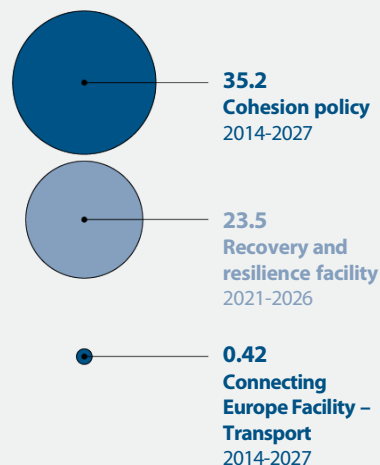 35.2
Cohesion policy
2014-2027
23.5
Recovery and
resilience facility
2021-2026
0.42
Connecting
Europe Facility –
Transport
2014-2027